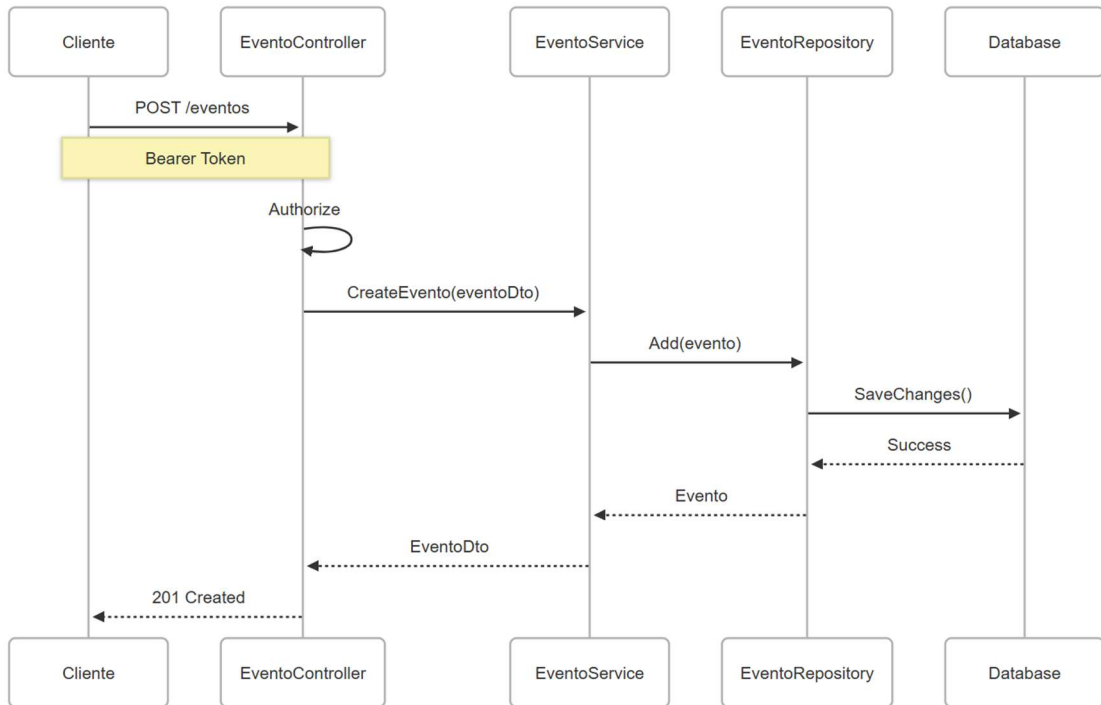 Cliente
EventoController
EventoService
EventoRepository
Database
POST /eventos
Bearer Token
Authorize
CreateEvento(eventoDto)
Add(evento)
SaveChanges()
Success
Evento
EventoDto
201 Created
Cliente
EventoController
EventoService
EventoRepository
Database